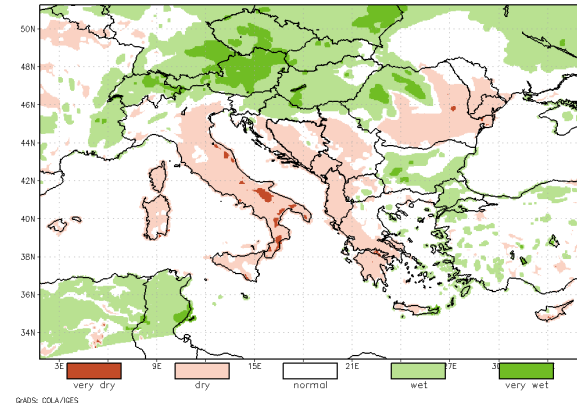 50N
48N
46N
44N
42N
40N
38N
36N
34N
3E 9E 15E 21E 27E
very dry dry normal wet very wet
GrADS: COLA/IGES